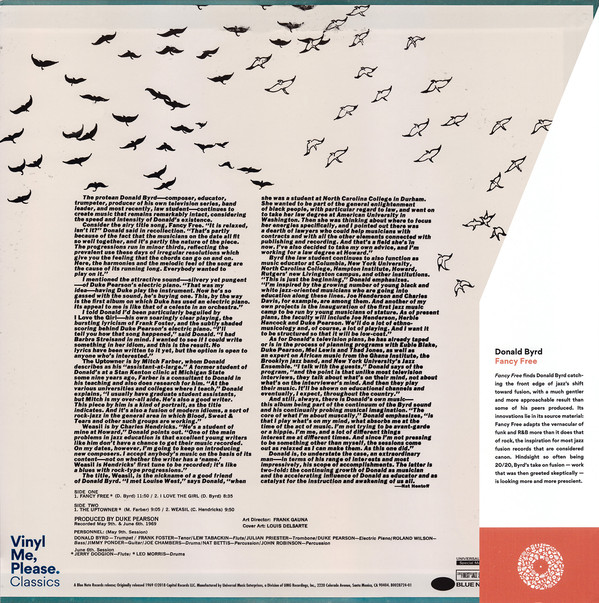 The protean Donald Byrd—composer, educator,
trumpeter, producer of his own television series, band
leader, and most recently, law student—continues to
create music that remains remarkably intact, considering
the speed and intensity of Donald's existence.
Consider the airy title song, Fancy Free. "It is relaxed,
isn't it?" Donald said in recollection. "That's partly
because of the fact that the musicians on the date fit
so well together, and it's partly the nature of the piece.
The progressions run in minor thirds, reflecting the
prevalent use these days of irregular resolutions which
give you the feeling that the chords can go on and on.
Here, the harmonies and the melodic feel of the song are
the cause of its running long. Everybody wanted to
play on it."
I mentioned the attractive sound—silvery yet pungent
—of Duke Pearson's electric piano. "That was my
idea—having Duke play the instrument. Now he's so
gassed with the sound, he's buying one. This, by the way
is the first album on which Duke has used an electric piano.
Its appeal to me is like that of a celeste in an orchestra."
I told Donald I'd been particularly beguiled by
I Love the Girl—with its own soaringly clear playing, the
bursting lyricism of Frank Foster, and the subtly shaded
scoring behind Duke Pearson's electric piano. "I'll
tell you how that song happened," said Donald. "I had
Barbra Streisand in mind. I wanted to see if I could write
something in her idiom, and this is the result. No
lyrics have been written to it yet, but the option is open to
anyone who's interested."
The Uptowner is by Mitch Farber, whom Donald
describes as his "assistant-at-large." A former student of
Donald's at a Stan Kenton clinic at Michigan State
some nine years ago, Farber is a consultant to Donald in
his teaching and also does research for him. "At the
various universities and colleges where I teach," Donald
explains, "I usually have graduate student assistants,
but Mitch is my over-all aide. He's also a good writer.
This piece by him is kind of a portrait, as the title
indicates. And it's also a fusion of modern idioms, a sort of
rock-jazz in the general area in which Blood, Sweat &
Tears and other such groups are working."
Weasil is by Charles Hendricks. "He's a student of
mine at Howard," Donald points out. "One of the main
problems in jazz education is that excellent young writers
like him don't have a chance to get their music recorded.
On my dates, however, I'm going to keep on introducing
new composers. I accept anybody's music on the basis of its
content—not on whether the writer has a 'name.'
Weasil is Hendricks' first tune to be recorded; it's like
a blues with rock-type progressions."
The title, Weasil, is the nickname of a good friend
of Donald Byrd. "I met Louise West," says Donald, "when
she was a student at North Carolina College in Durham.
She wanted to be part of the general enlightenment
of black people, with particular regard to law, and went on
to take her law degree at American University in
Washington. Then she was thinking about where to focus
her energies specifically, and I pointed out there was
a dearth of lawyers who could help musicians with
contracts and with all the other elements connected with
publishing and recording. And that's a field she's in
now. I've also decided to take my own advice, and I'm
working for a law degree at Howard."
Byrd the law student continues also to function as
music educator at Columbia, New York University,
North Carolina College, Hampton Institute, Howard,
Rutgers' new Livingston campus, and other institutions.
"This is just the beginning," Donald emphasizes.
"I'm inspired by the growing number of young black and
white jazz-oriented musicians who are going into
education along these lines. Joe Henderson and Charles
Davis, for example, are among them. And another of my
own projects is the inauguration of the first jazz music
camp to be run by young musicians of stature. As of present
plans, the faculty will include Joe Henderson, Herbie
Hancock and Duke Pearson. We'll do a lot of ethno-
musicology and, of course, a lot of playing. And I want it
to be structured so that it is low-cost."
As for Donald's television plans, he has already taped
or is in the process of planning programs with Eubie Blake,
Duke Pearson, Mel Lewis and Thad Jones, as well as
an expert on African music from the Ghana Institute, the
Brooklyn jazz band, and New York University's Jazz
Ensemble. "I talk with the guests," Donald says of the
program, "and the point is that unlike most television
interviews, they talk about what's on their mind, not about
what's on the interviewer's mind. And then they play
their music. It'll be shown on educational channels and
eventually, I expect, throughout the country."
And still, always, there is Donald's own music—
this album being part of the continuum of the Byrd sound
and his continually probing musical imagination. "The
core of what I'm about musically," Donald emphasizes, "is
that I play what's on my mind, what absorbs me at the
time of the act of music. I'm not trying to be avant-garde
or a hippie. I'm me, and a lot of different things
interest me at different times. And since I'm not pressing
to be something other than myself, the sessions come
out as relaxed as I can make them. As this one did."
Donald is, to understate the case, an extraordinary
man—in terms of his range of interests and most
impressively, his scope of accomplishments. The latter is
two-fold: the continuing growth of Donald as musician
and the accelerating influence of Donald as educator and as
catalyst for the instruction and awakening of us all.
—Nat Hentoff
SIDE ONE
1. FANCY FREE* (D. Byrd) 11:50 / 2. I LOVE THE GIRL (D. Byrd) 8:35
SIDE TWO
1. THE UPTOWNER* (M. Farber) 9:05 / 2. WEASIL (C. Hendricks) 9:50
PRODUCED BY DUKE PEARSON
Recorded May 9th. & June 6th. 1969
Art Director: FRANK GAUNA
Cover Art: LOUIS DELSARTE
PERSONNEL: (May 9th. Session)
DONALD BYRD—Trumpet / FRANK FOSTER—Tenor/LEW TABACKIN—Flute/JULIAN PRIESTER—Trombone/DUKE PEARSON—Electric Piano/ROLAND WILSON—
Bass/JIMMY PONDER—Guitar/JOE CHAMBERS—Drums/NAT BETTIS—Percussion/JOHN ROBINSON—Percussion
June 6th. Session
*JERRY DODGION—Flute; *LEO MORRIS—Drums
Vinyl
Me,
Please.
Classics
A Blue Note Records release; Originally released 1969 ℗2018 Capitol Records LLC. Manufactured by Universal Music Enterprises, a Division of UMG Recordings, Inc., 2220 Colorado Avenue, Santa Monica, CA 90404. B0028729-01
UNIVERSAL
Special Mar
BLUE N
Donald Byrd
Fancy Free
Fancy Free finds Donald Byrd catch-
ing the front edge of jazz's shift
toward fusion, with a much gentler
and more approachable result than
some of his peers produced. Its
innovations lie in its source material:
Fancy Free adapts the vernacular of
funk and R&B more than it does that
of rock, the inspiration for most jazz
fusion records that are considered
canon. Hindsight so often being
20/20, Byrd's take on fusion — work
that was then greeted skeptically —
is looking more and more prescient.